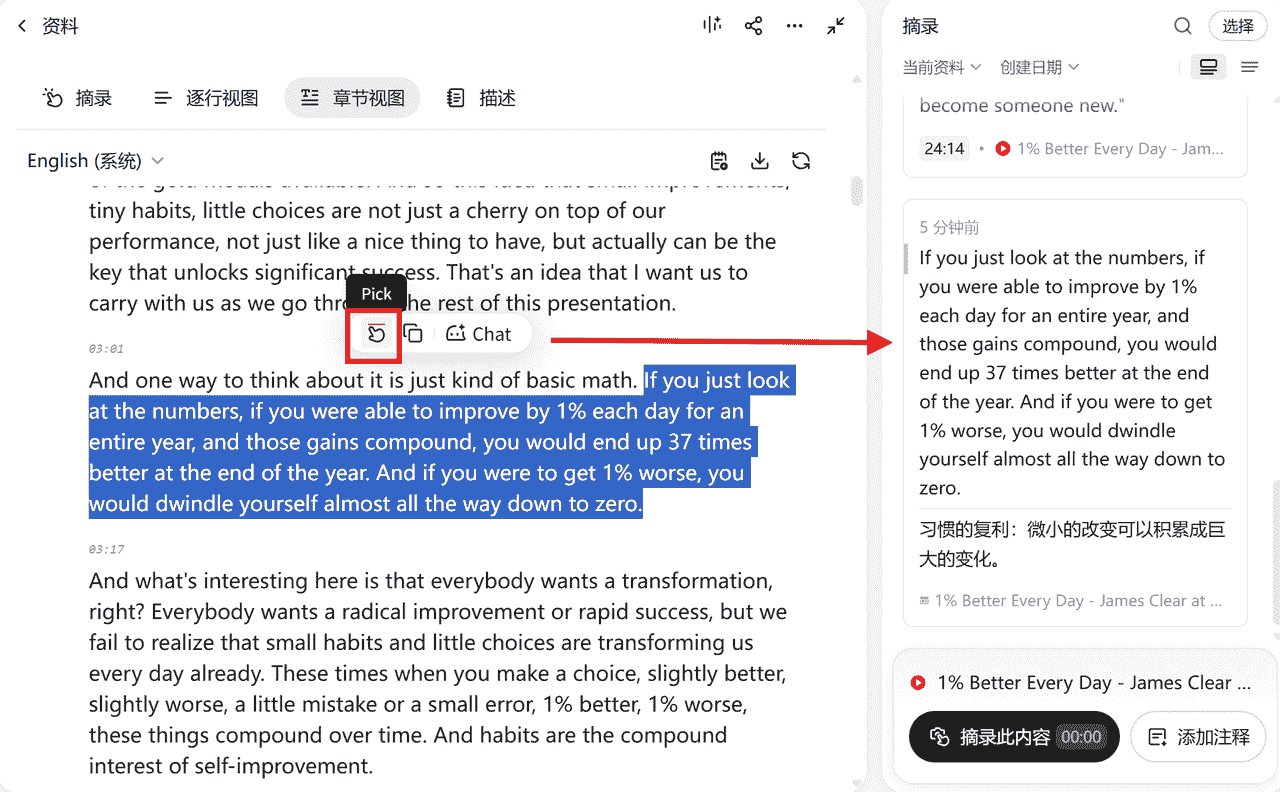 资料
摘录
逐行视图
章节视图
描述
English (系统)
of the gold medals available. And so this idea that small improvements,
tiny habits, little choices are not just a cherry on top of our
performance, not just like a nice thing to have, but actually can be the
key that unlocks significant success. That's an idea that I want us to
carry with us as we go the rest of this presentation.
Pick
Chat
03:01
And one way to think about it is just kind of basic math. If you just look
at the numbers, if you were able to improve by 1% each day for an
entire year, and those gains compound, you would end up 37 times
better at the end of the year. And if you were to get 1% worse, you
would dwindle yourself almost all the way down to zero.
03:17
And what's interesting here is that everybody wants a transformation,
right? Everybody wants a radical improvement or rapid success, but we
fail to realize that small habits and little choices are transforming us
every day already. These times when you make a choice, slightly better,
slightly worse, a little mistake or a small error, 1% better, 1% worse,
these things compound over time. And habits are the compound
interest of self-improvement.
摘录
选择
当前资料
创建日期
become someone new."
24:14 • 1% Better Every Day - Jam...
5 分钟前
If you just look at the numbers, if
you were able to improve by 1%
each day for an entire year, and
those gains compound, you would
end up 37 times better at the end
of the year. And if you were to get
1% worse, you would dwindle
yourself almost all the way down to
zero.
习惯的复利：微小的改变可以积累成巨
大的变化。
1% Better Every Day - James Clear at ...
1% Better Every Day - James Clear ...
摘录此内容 00:00
添加注释